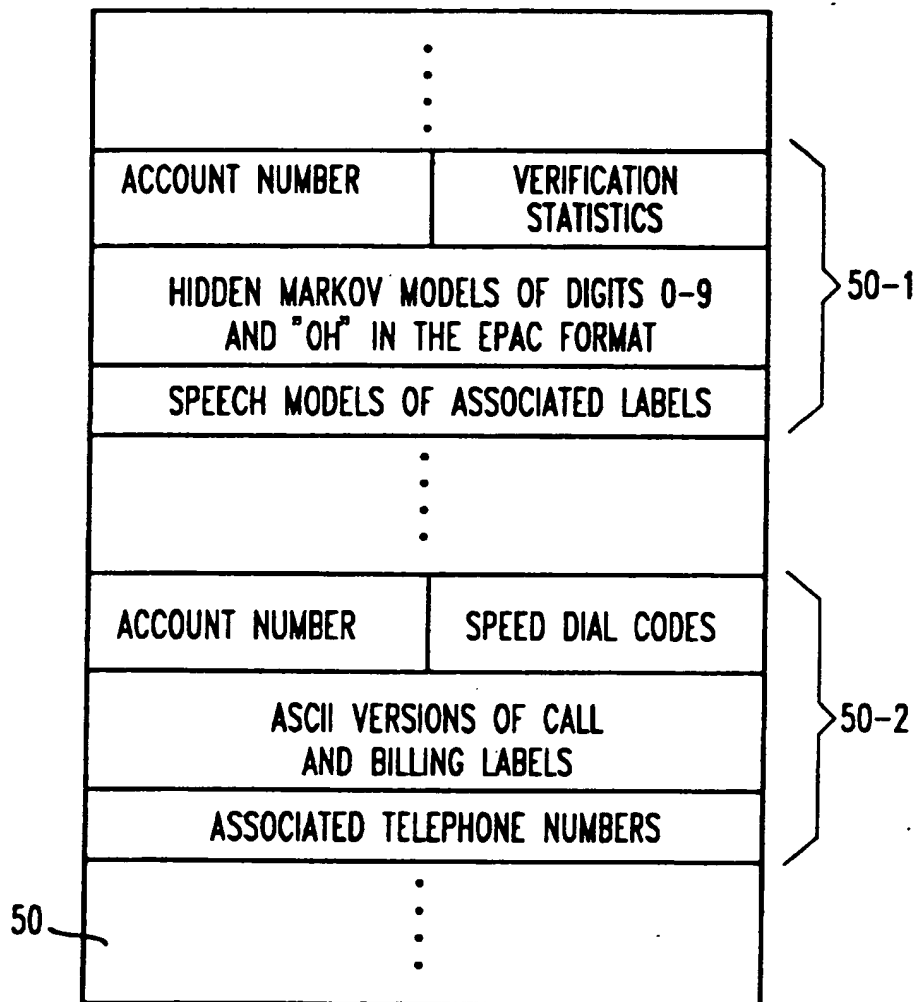 ACCOUNT NUMBER
VERIFICATION
STATISTICS
HIDDEN MARKOV MODELS OF DIGITS 0-9
AND "OH" IN THE EPAC FORMAT
SPEECH MODELS OF ASSOCIATED LABELS
50-1
ACCOUNT NUMBER
SPEED DIAL CODES
ASCII VERSIONS OF CALL
AND BILLING LABELS
ASSOCIATED TELEPHONE NUMBERS
50-2
50